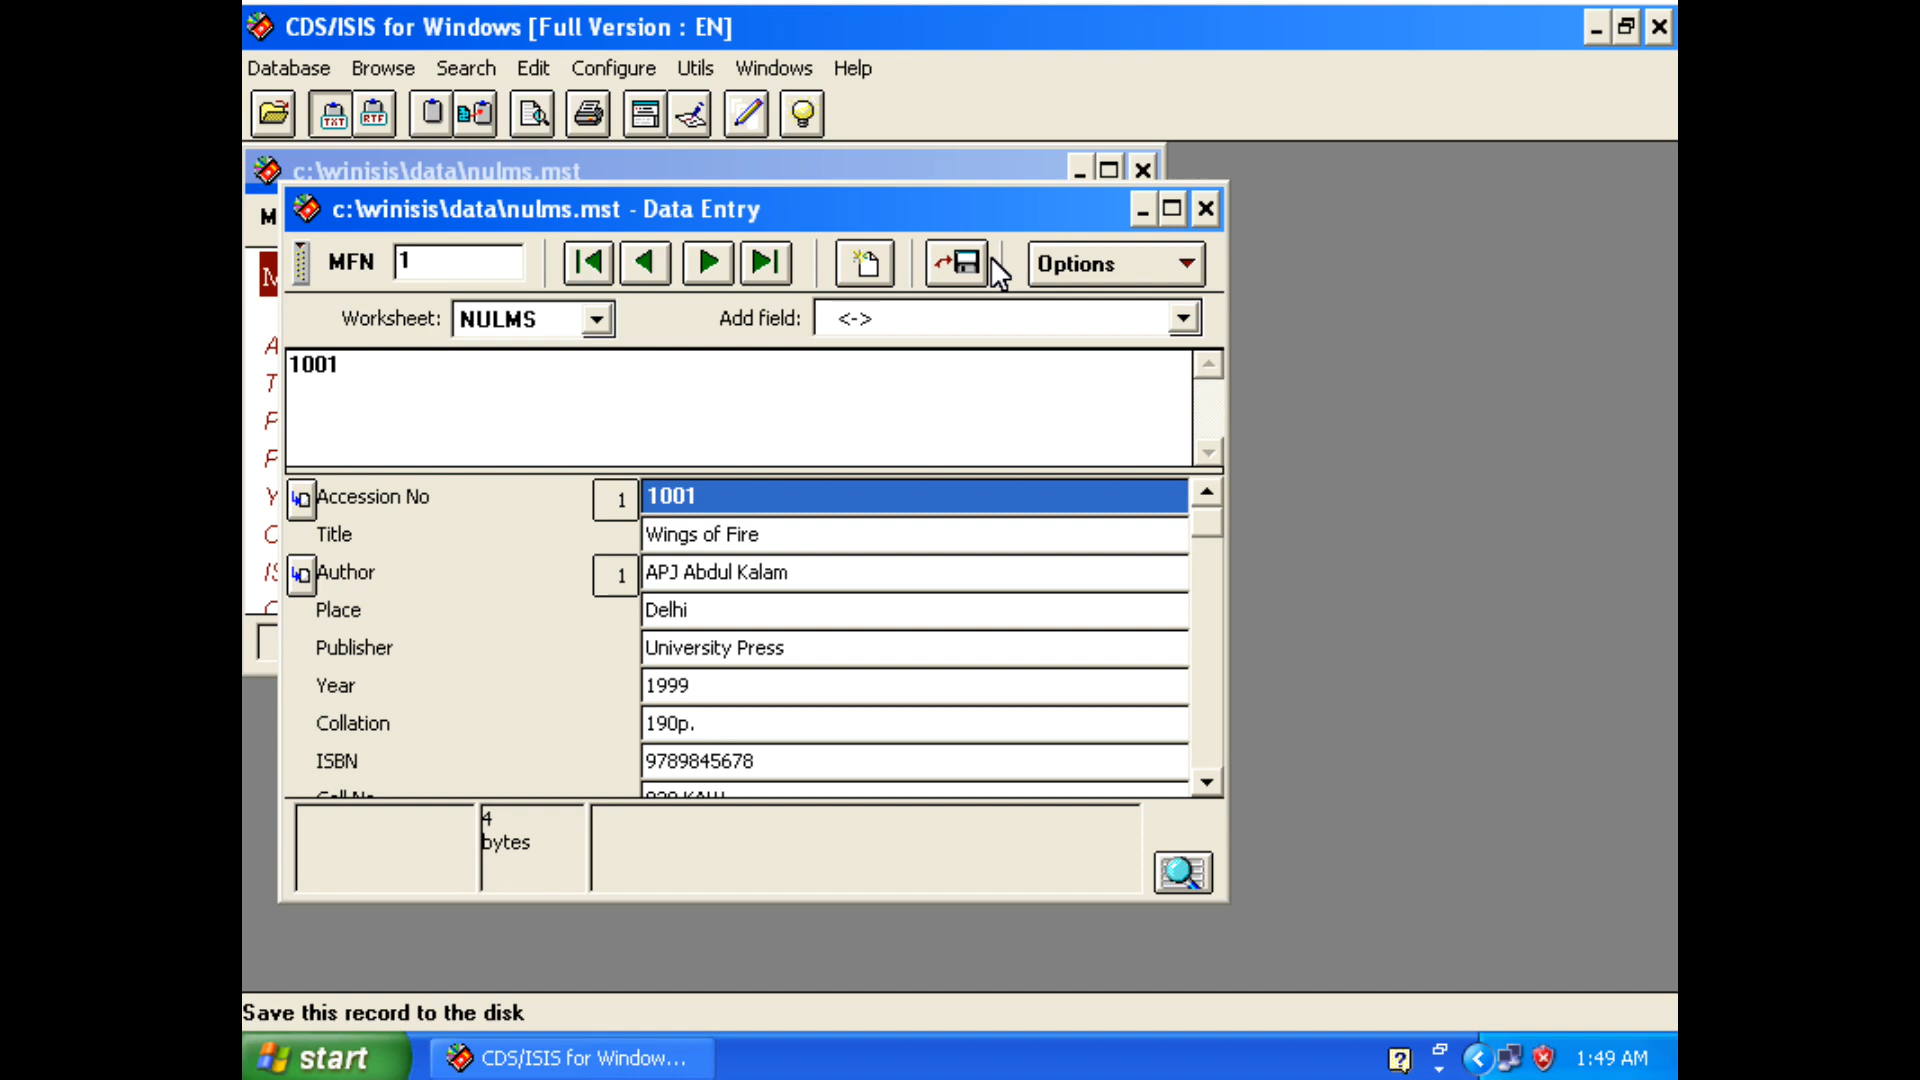 CDS/ISIS for Windows [Full Version : EN]
Database Browse Search Edit Configure Utils Windows Help
TXT RTF
c:\winisis\data\nulms.mst
c:\winisis\data\nulms.mst - Data Entry
MFN 1 Options
Worksheet: NULMS Add field: <->
1001
Accession No 1 1001
Title Wings of Fire
Author 1 APJ Abdul Kalam
Place Delhi
Publisher University Press
Year 1999
Collation 190p.
ISBN 9789845678
4
bytes
Save this record to the disk
start CDS/ISIS for Window... 1:49 AM